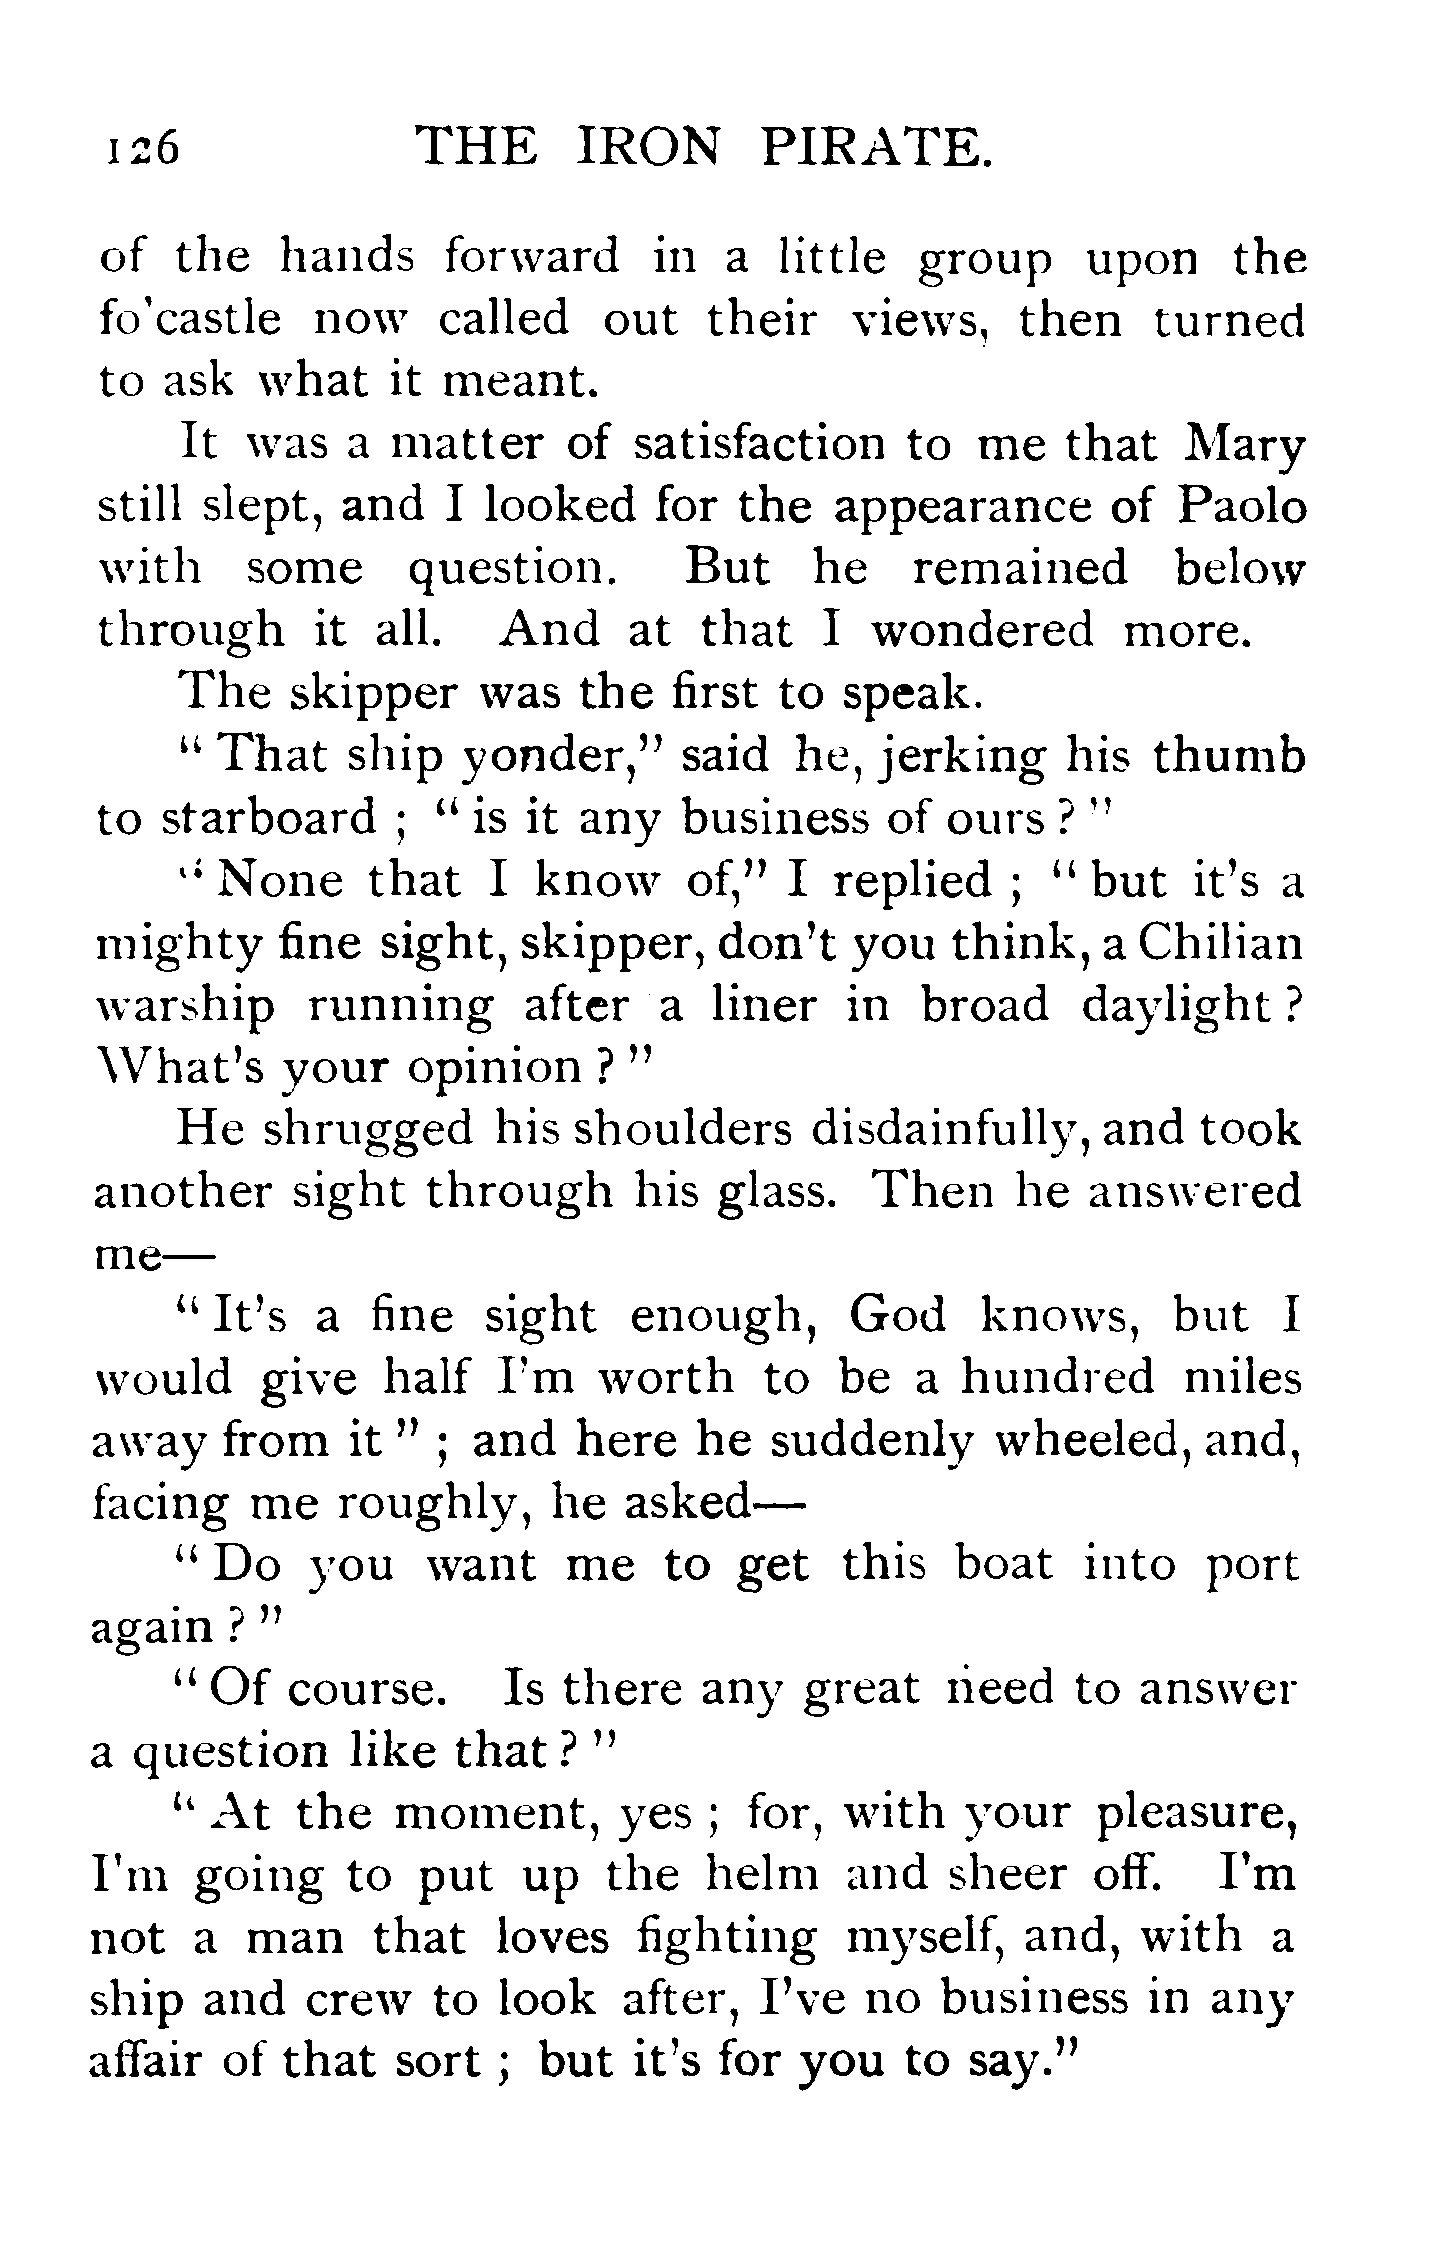 126 THE IRON PIRATE.
of the hands forward in a little group upon the
fo'castle now called out their views, then turned
to ask what it meant.
It was a matter of satisfaction to me that Mary
still slept, and I looked for the appearance of Paolo
with some question. But he remained below
through it all. And at that I wondered more.
The skipper was the first to speak.
"That ship yonder," said he, jerking his thumb
to starboard ; "is it any business of ours ? "
"None that I know of," I replied ; "but it's a
mighty fine sight, skipper, don't you think, a Chilian
warship running after a liner in broad daylight ?
What's your opinion ? "
He shrugged his shoulders disdainfully, and took
another sight through his glass. Then he answered
me—
"It's a fine sight enough, God knows, but I
would give half I'm worth to be a hundred miles
away from it " ; and here he suddenly wheeled, and,
facing me roughly, he asked—
"Do you want me to get this boat into port
again ? "
"Of course. Is there any great need to answer
a question like that ? "
"At the moment, yes ; for, with your pleasure,
I'm going to put up the helm and sheer off. I'm
not a man that loves fighting myself, and, with a
ship and crew to look after, I've no business in any
affair of that sort ; but it's for you to say."